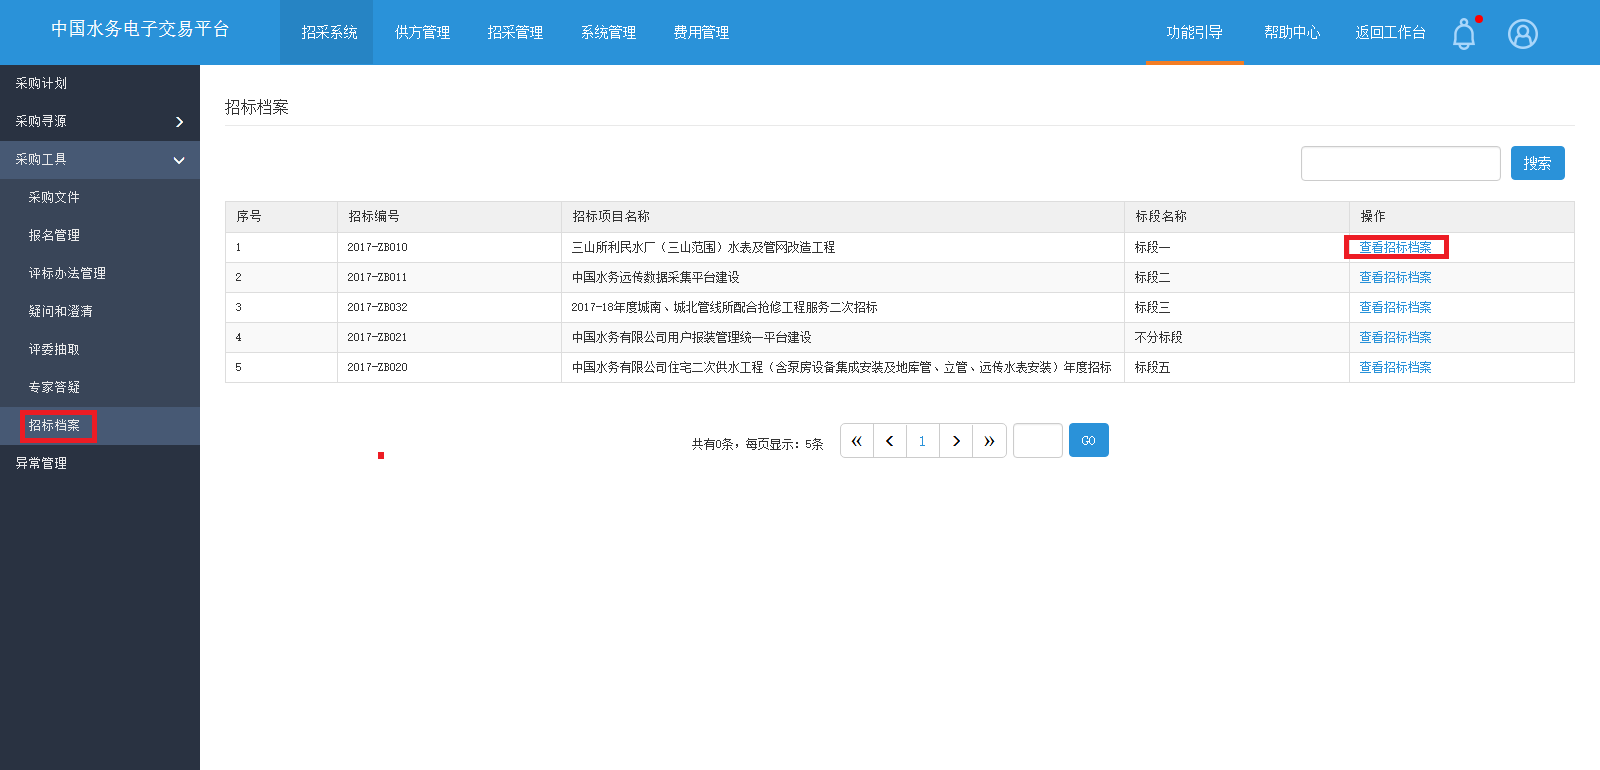 中国水务电子交易平台 招采系统 供方管理 招采管理 系统管理 费用管理 功能引导 帮助中心 返回工作台
采购计划
采购寻源
采购工具
采购文件
报名管理
评标办法管理
疑问和澄清
评委抽取
专家答疑
招标档案
异常管理
招标档案
搜索
序号 招标编号 招标项目名称 标段名称 操作
1 2017-ZB010 三山所利民水厂（三山范围）水表及管网改造工程 标段一 查看招标档案
2 2017-ZB011 中国水务远传数据采集平台建设 标段二 查看招标档案
3 2017-ZB032 2017-18年度城南、城北管线所配合抢修工程服务二次招标 标段三 查看招标档案
4 2017-ZB021 中国水务有限公司用户报装管理统一平台建设 不分标段 查看招标档案
5 2017-ZB020 中国水务有限公司住宅二次供水工程（含泵房设备集成安装及地库管、立管、远传水表安装）年度招标 标段五 查看招标档案
共有0条，每页显示：5条 « < 1 > » GO